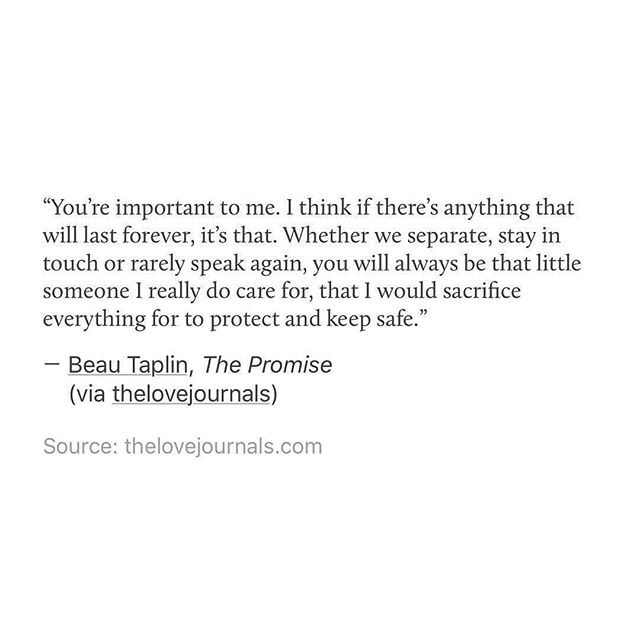 “You’re important to me. I think if there’s anything that
will last forever, it’s that. Whether we separate, stay in
touch or rarely speak again, you will always be that little
someone I really do care for, that I would sacrifice
everything for to protect and keep safe.”
— Beau Taplin, The Promise
(via thelovejournals)
Source: thelovejournals.com